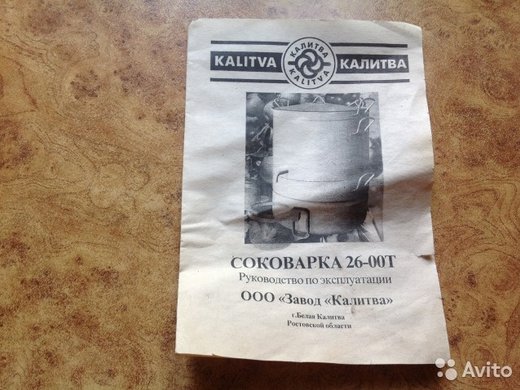 KALITVA КАЛИТВА КАЛИТВА
KALITVA
СОКОВАРКА 26-00Т
Руководство по эксплуатации
ООО «Завод «Калитва»
г.Белая Калитва
Ростовской области
Avito